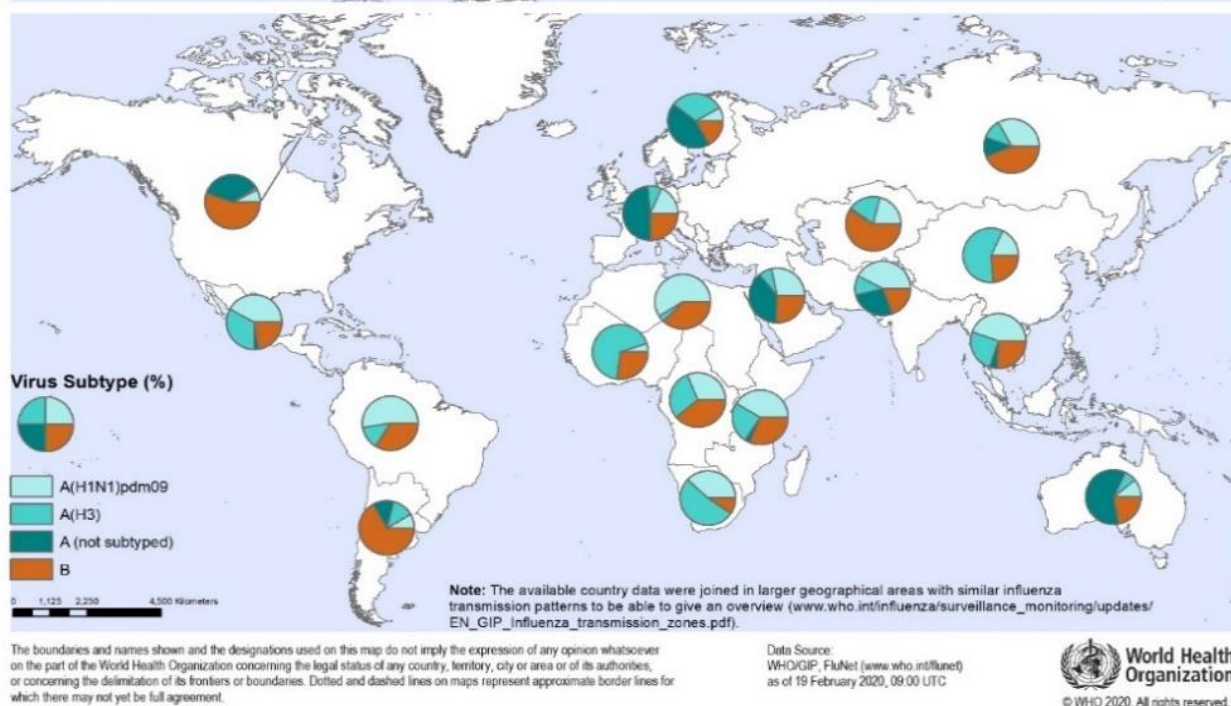 Virus Subtype (%)
A(H1N1)pdm09
A(H3)
A (not subtyped)
B
0 1,125 2,250 4,500 Kilometers
Note: The available country data were joined in larger geographical areas with similar influenza
transmission patterns to be able to give an overview (www.who.int/influenza/surveillance_monitoring/updates/
EN_GIP_Influenza_transmission_zones.pdf).
The boundaries and names shown and the designations used on this map do not imply the expression of any opinion whatsoever
on the part of the World Health Organization concerning the legal status of any country, territory, city or area or of its authorities,
or concerning the delimitation of its frontiers or boundaries. Dotted and dashed lines on maps represent approximate border lines for
which there may not yet be full agreement.
Data Source:
WHO/GIP, FluNet (www.who.int/flunet)
as of 19 February 2020, 09:00 UTC
World Health
Organization
© WHO 2020. All rights reserved.